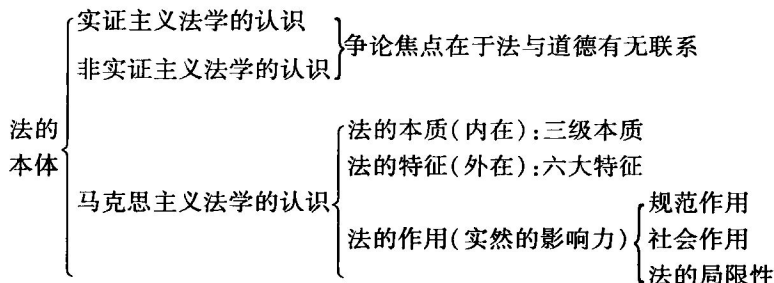 法的
本体
实证主义法学的认识
非实证主义法学的认识
争论焦点在于法与道德有无联系
马克思主义法学的认识
法的本质(内在):三级本质
法的特征(外在):六大特征
法的作用(实然的影响力)
规范作用
社会作用
法的局限性